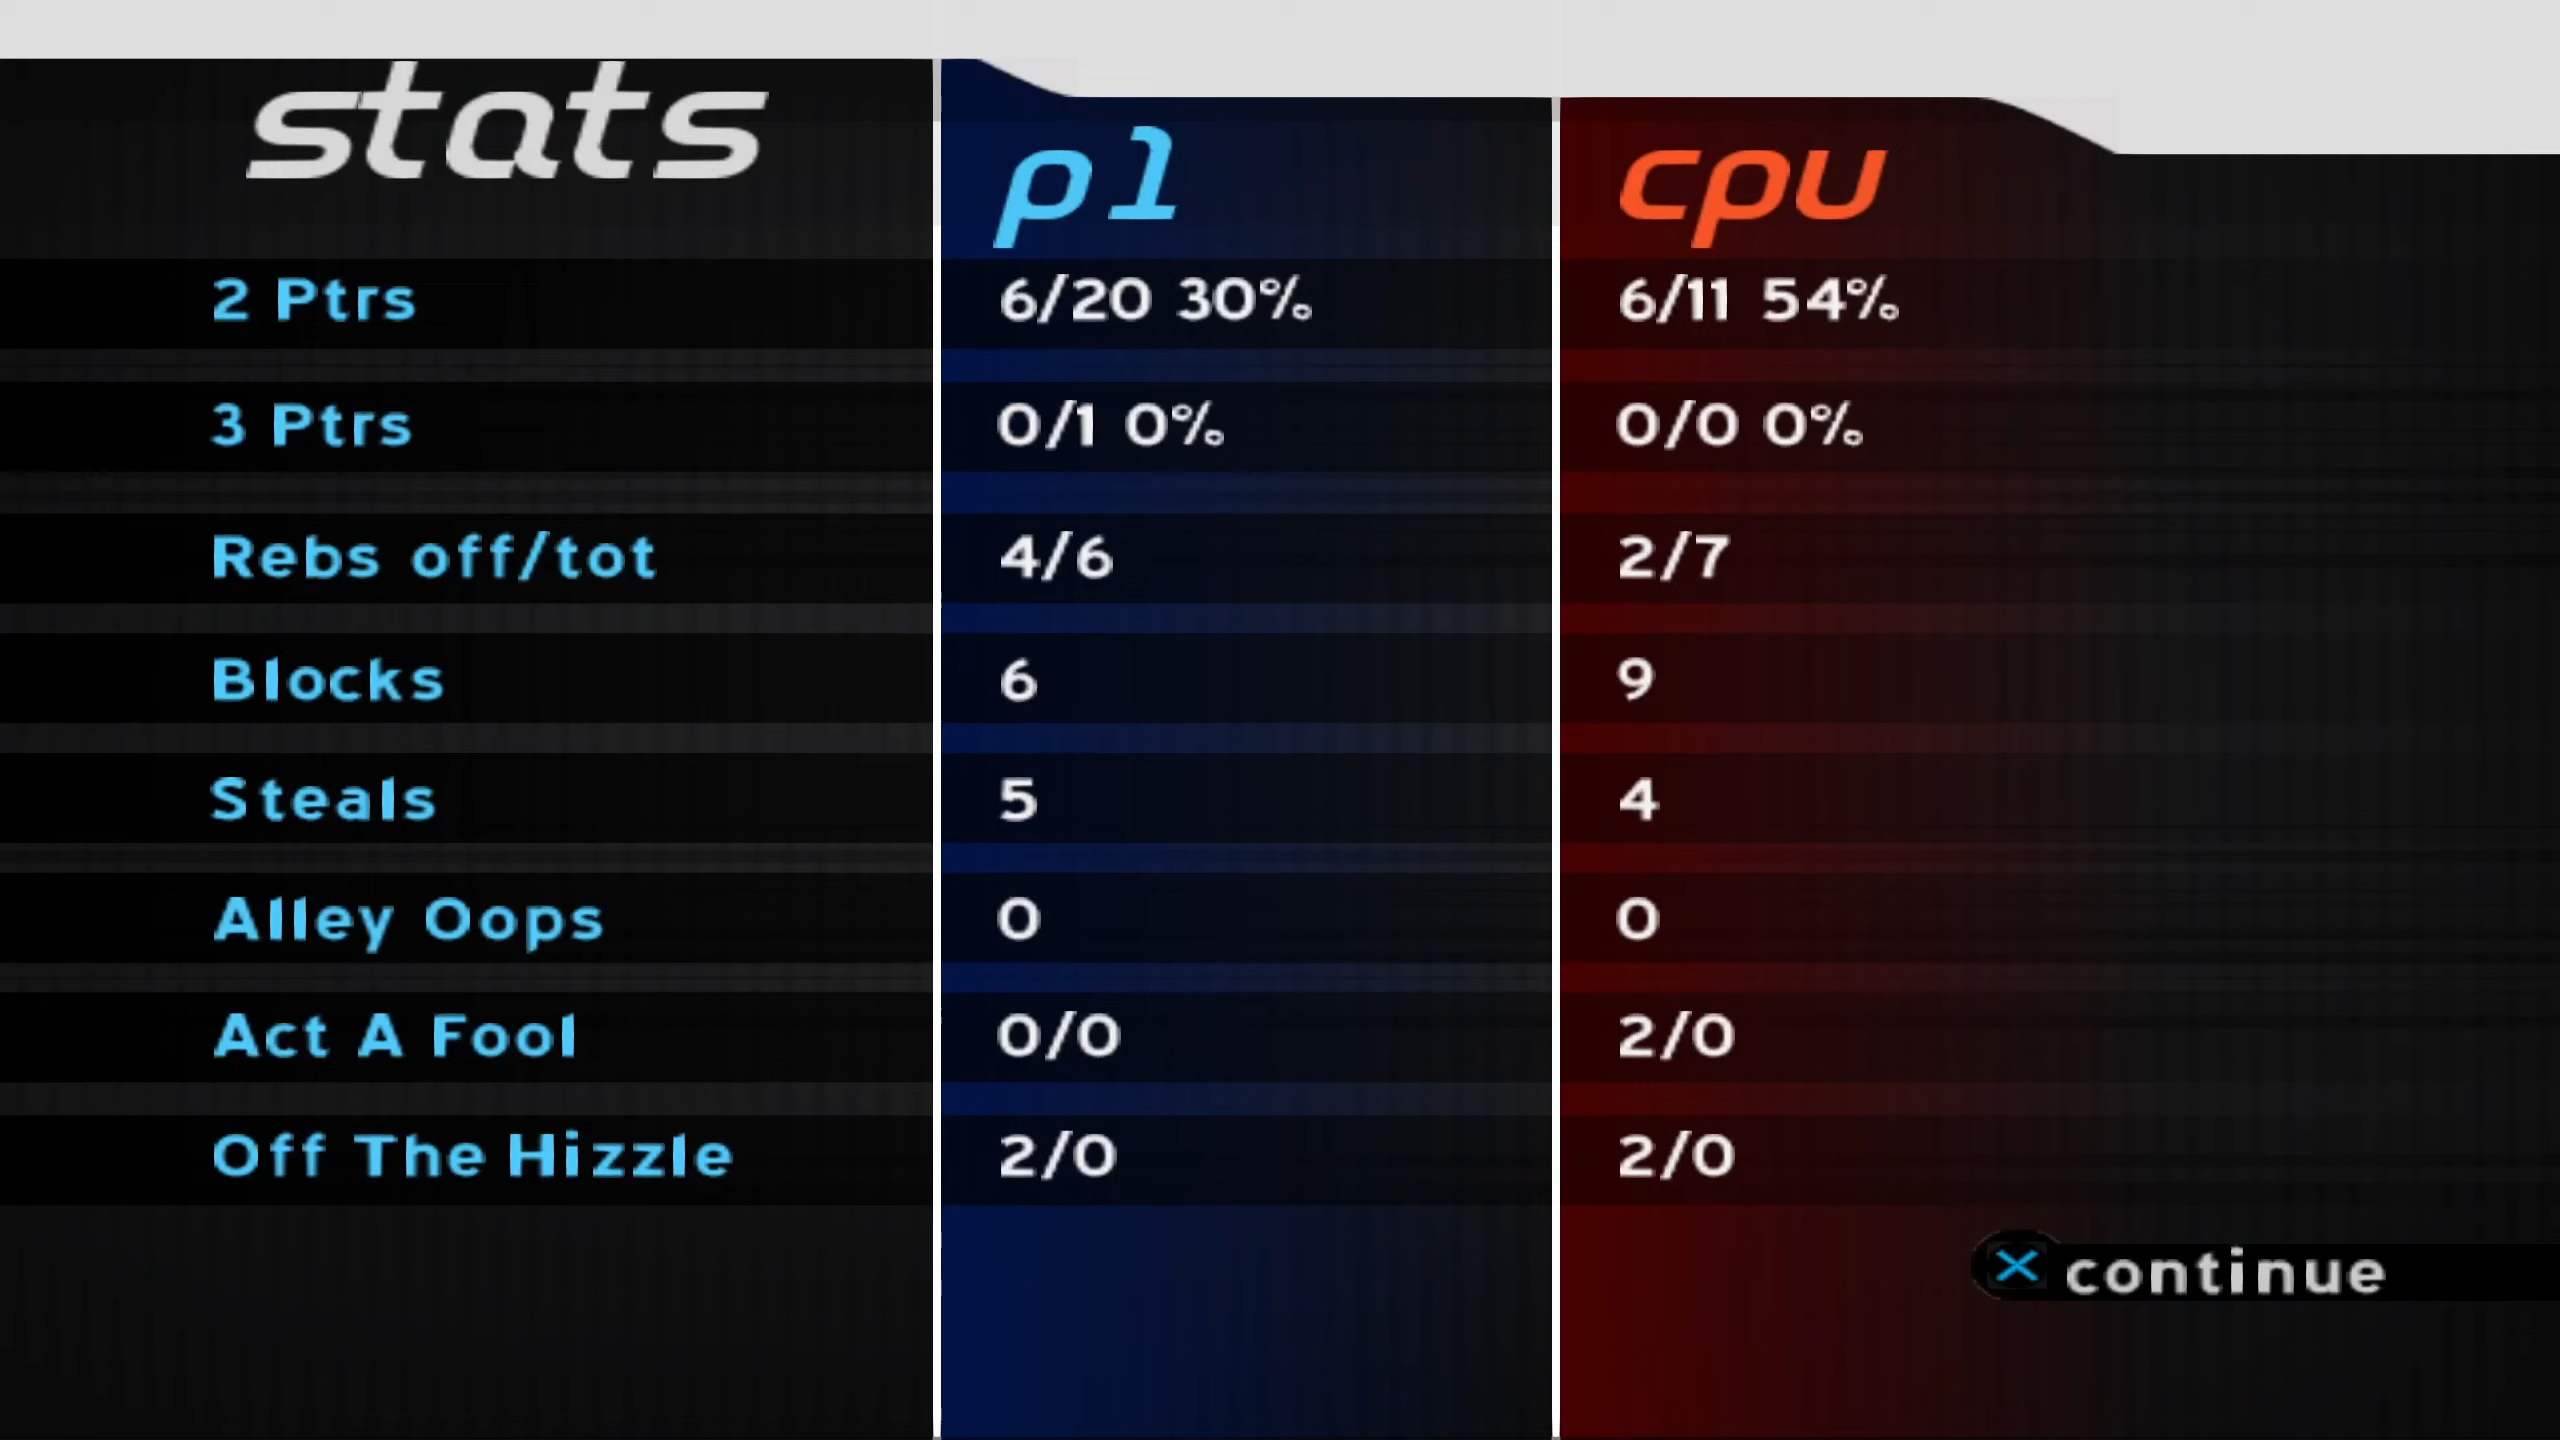 stats p1 cpu
2 Ptrs 6/20 30% 6/11 54%
3 Ptrs 0/1 0% 0/0 0%
Rebs off/tot 4/6 2/7
Blocks 6 9
Steals 5 4
Alley Oops 0 0
Act A Fool 0/0 2/0
Off The Hizzle 2/0 2/0
continue